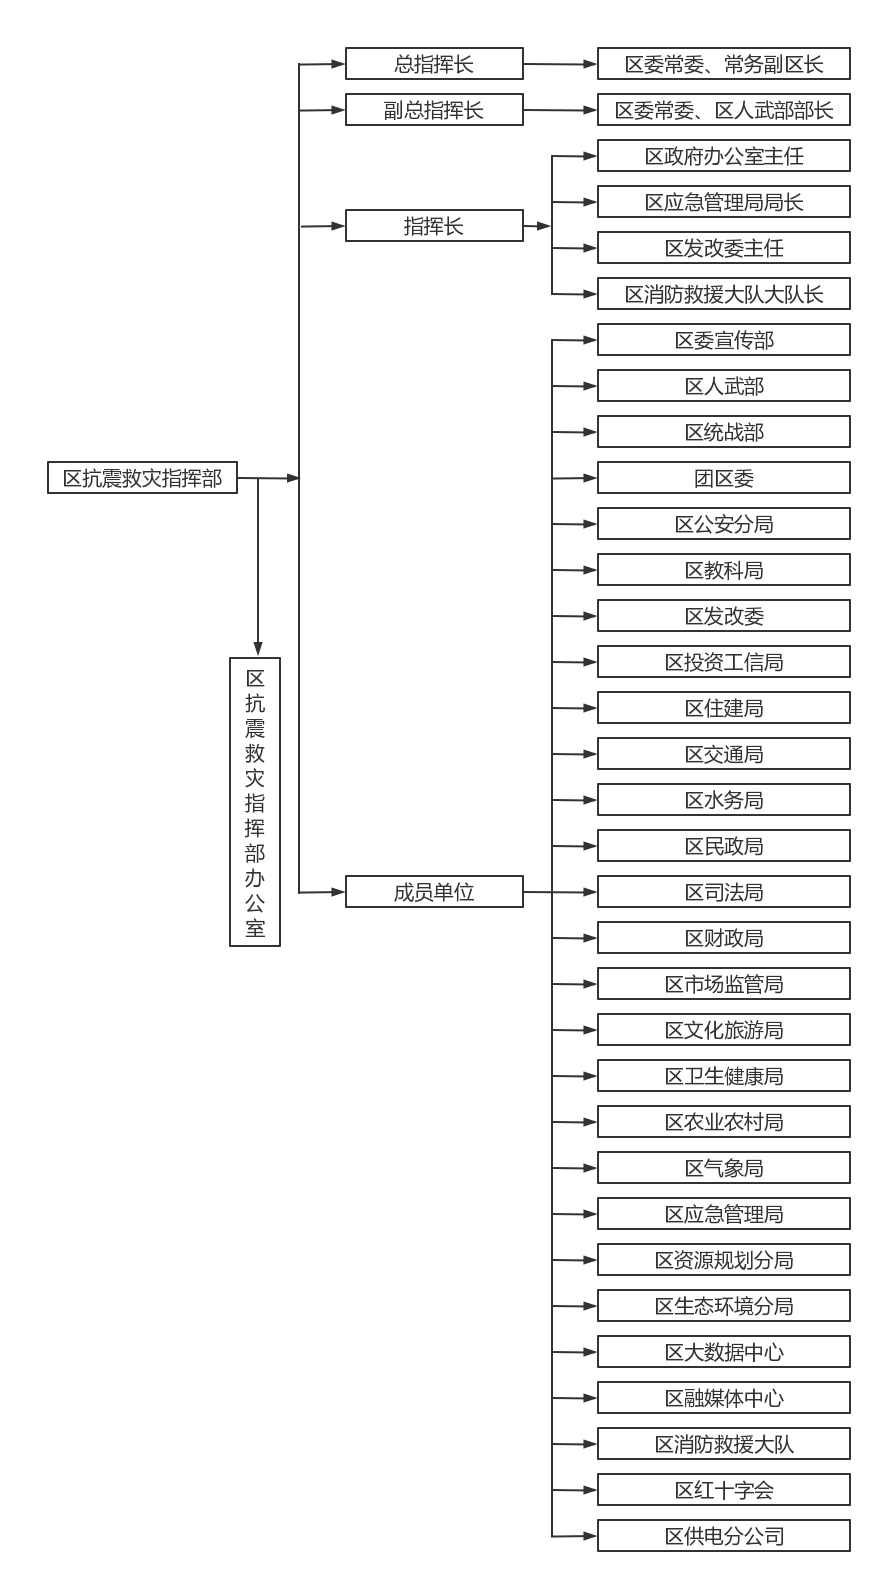 区抗震救灾指挥部
区抗震救灾指挥部办公室
总指挥长
区委常委、常务副区长
副总指挥长
区委常委、区人武部部长
指挥长
区政府办公室主任
区应急管理局局长
区发改委主任
区消防救援大队大队长
成员单位
区委宣传部
区人武部
区统战部
团区委
区公安分局
区教科局
区发改委
区投资工信局
区住建局
区交通局
区水务局
区民政局
区司法局
区财政局
区市场监管局
区文化旅游局
区卫生健康局
区农业农村局
区气象局
区应急管理局
区资源规划分局
区生态环境分局
区大数据中心
区融媒体中心
区消防救援大队
区红十字会
区供电分公司